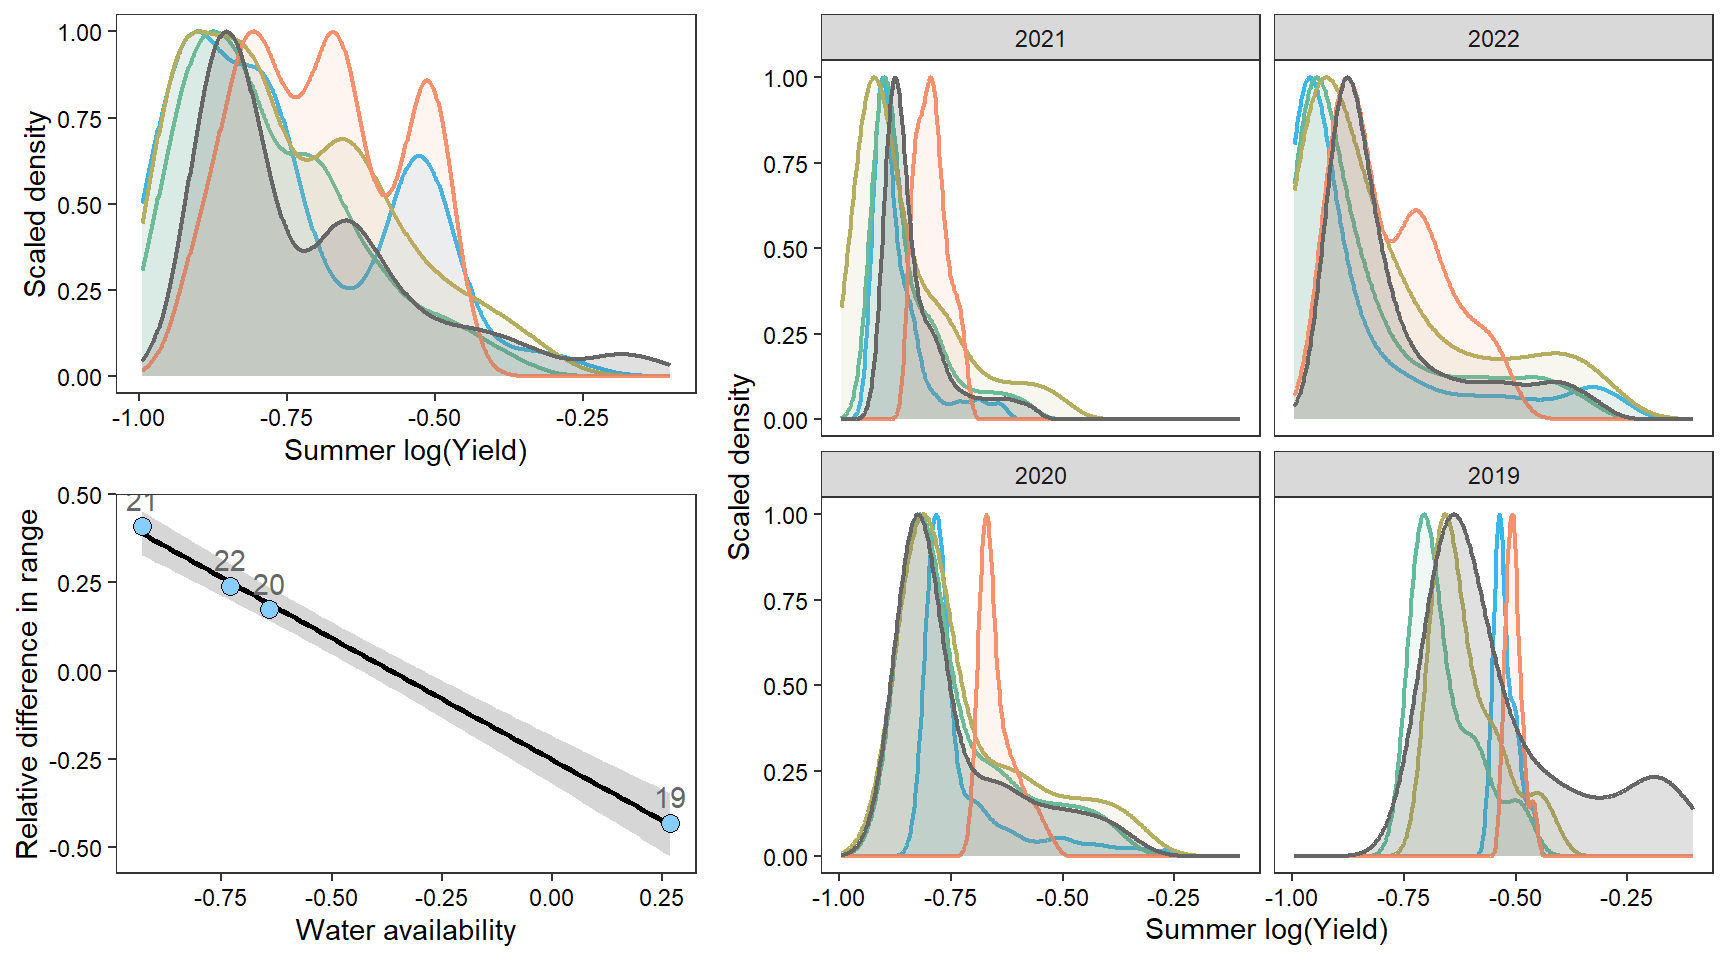 Scaled density
1.00
0.75
0.50
0.25
0.00
-1.00 -0.75 -0.50 -0.25
Summer log(Yield)
Relative difference in range
0.50
0.25
0.00
-0.25
-0.50
21
22
20
19
-0.75 -0.50 -0.25 0.00 0.25
Water availability
Scaled density
2021 2022
1.00
0.75
0.50
0.25
0.00
2020 2019
1.00
0.75
0.50
0.25
0.00
-1.00 -0.75 -0.50 -0.25 -1.00 -0.75 -0.50 -0.25
Summer log(Yield)